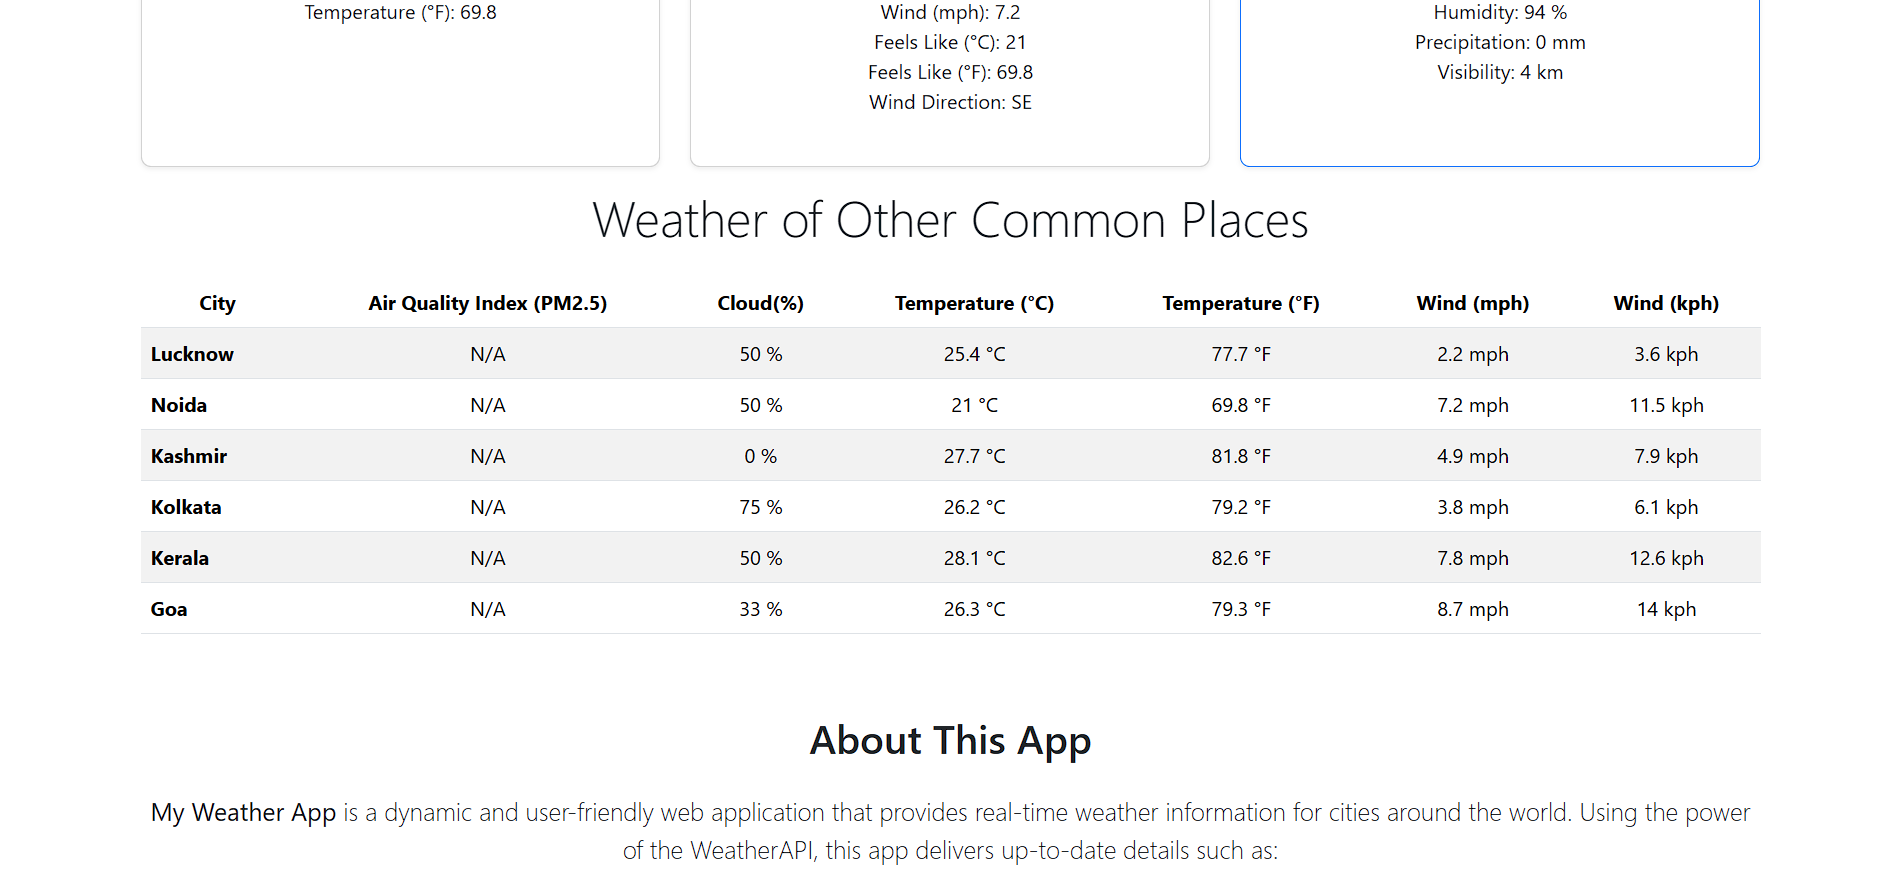 Temperature (°F): 69.8
Wind (mph): 7.2
Feels Like (°C): 21
Feels Like (°F): 69.8
Wind Direction: SE
Humidity: 94 %
Precipitation: 0 mm
Visibility: 4 km
Weather of Other Common Places
City Air Quality Index (PM2.5) Cloud(%) Temperature (°C) Temperature (°F) Wind (mph) Wind (kph)
Lucknow N/A 50 % 25.4 °C 77.7 °F 2.2 mph 3.6 kph
Noida N/A 50 % 21 °C 69.8 °F 7.2 mph 11.5 kph
Kashmir N/A 0 % 27.7 °C 81.8 °F 4.9 mph 7.9 kph
Kolkata N/A 75 % 26.2 °C 79.2 °F 3.8 mph 6.1 kph
Kerala N/A 50 % 28.1 °C 82.6 °F 7.8 mph 12.6 kph
Goa N/A 33 % 26.3 °C 79.3 °F 8.7 mph 14 kph
About This App
My Weather App is a dynamic and user-friendly web application that provides real-time weather information for cities around the world. Using the power
of the WeatherAPI, this app delivers up-to-date details such as: